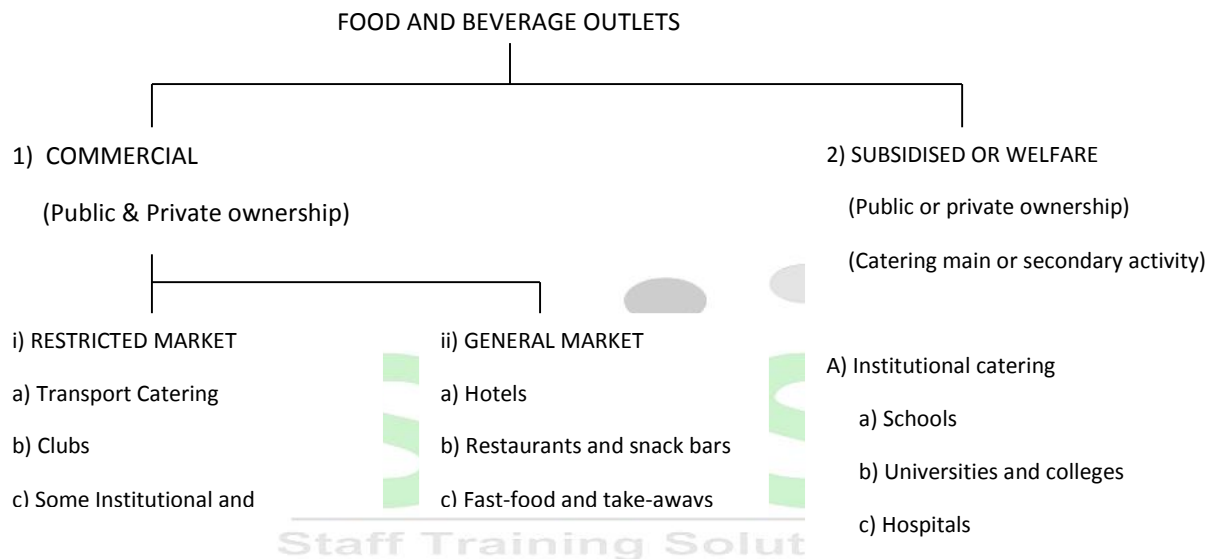 FOOD AND BEVERAGE OUTLETS
1) COMMERCIAL
(Public & Private ownership)
i) RESTRICTED MARKET
a) Transport Catering
b) Clubs
c) Some Institutional and
ii) GENERAL MARKET
a) Hotels
b) Restaurants and snack bars
c) Fast-food and take-aways
2) SUBSIDISED OR WELFARE
(Public or private ownership)
(Catering main or secondary activity)
A) Institutional catering
a) Schools
b) Universities and colleges
c) Hospitals
Staff Training Solut